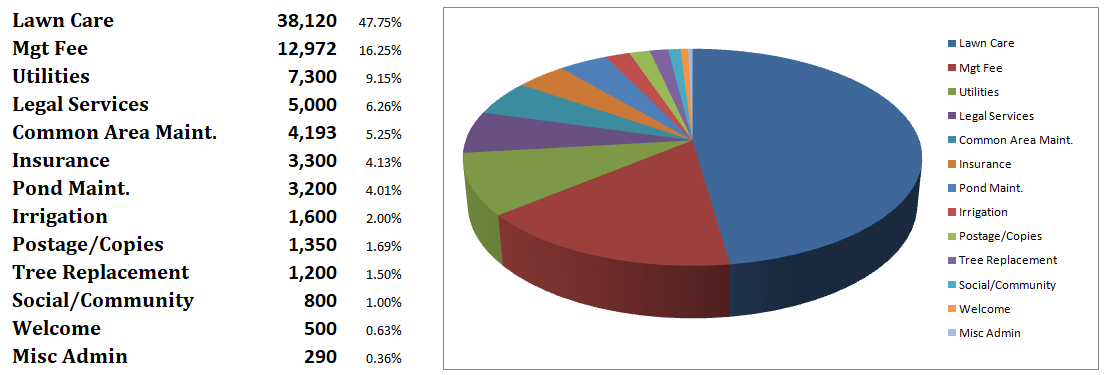 Lawn Care 38,120 47.75%
Mgt Fee 12,972 16.25%
Utilities 7,300 9.15%
Legal Services 5,000 6.26%
Common Area Maint. 4,193 5.25%
Insurance 3,300 4.13%
Pond Maint. 3,200 4.01%
Irrigation 1,600 2.00%
Postage/Copies 1,350 1.69%
Tree Replacement 1,200 1.50%
Social/Community 800 1.00%
Welcome 500 0.63%
Misc Admin 290 0.36%
Lawn Care
Mgt Fee
Utilities
Legal Services
Common Area Maint.
Insurance
Pond Maint.
Irrigation
Postage/Copies
Tree Replacement
Social/Community
Welcome
Misc Admin